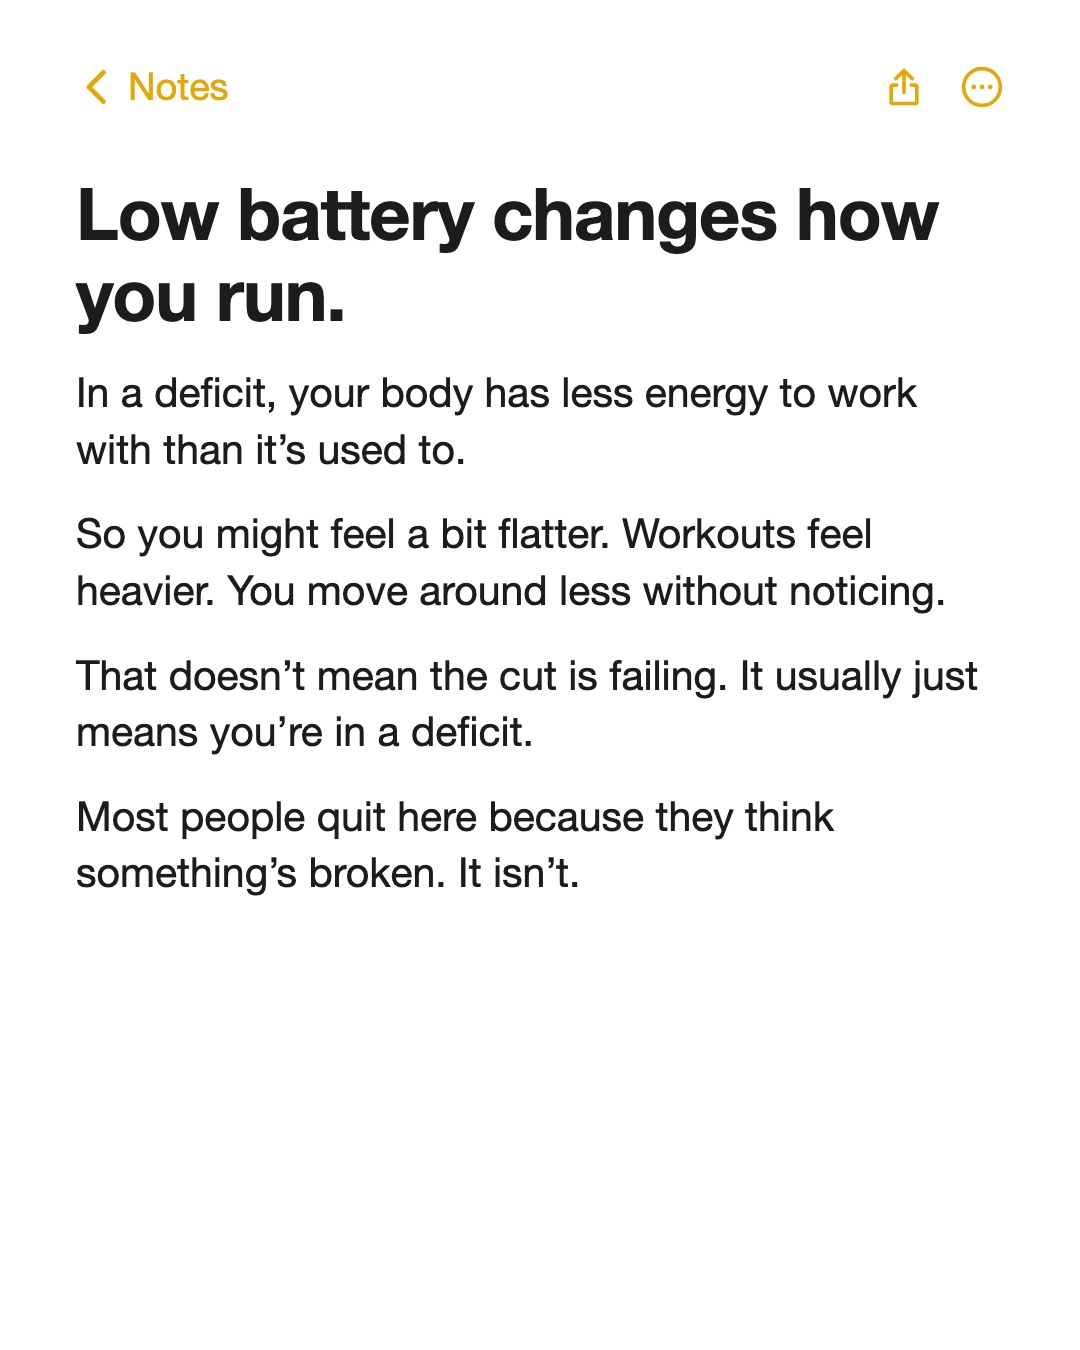 Notes
Low battery changes how
you run.
In a deficit, your body has less energy to work
with than it’s used to.
So you might feel a bit flatter. Workouts feel
heavier. You move around less without noticing.
That doesn’t mean the cut is failing. It usually just
means you’re in a deficit.
Most people quit here because they think
something’s broken. It isn’t.